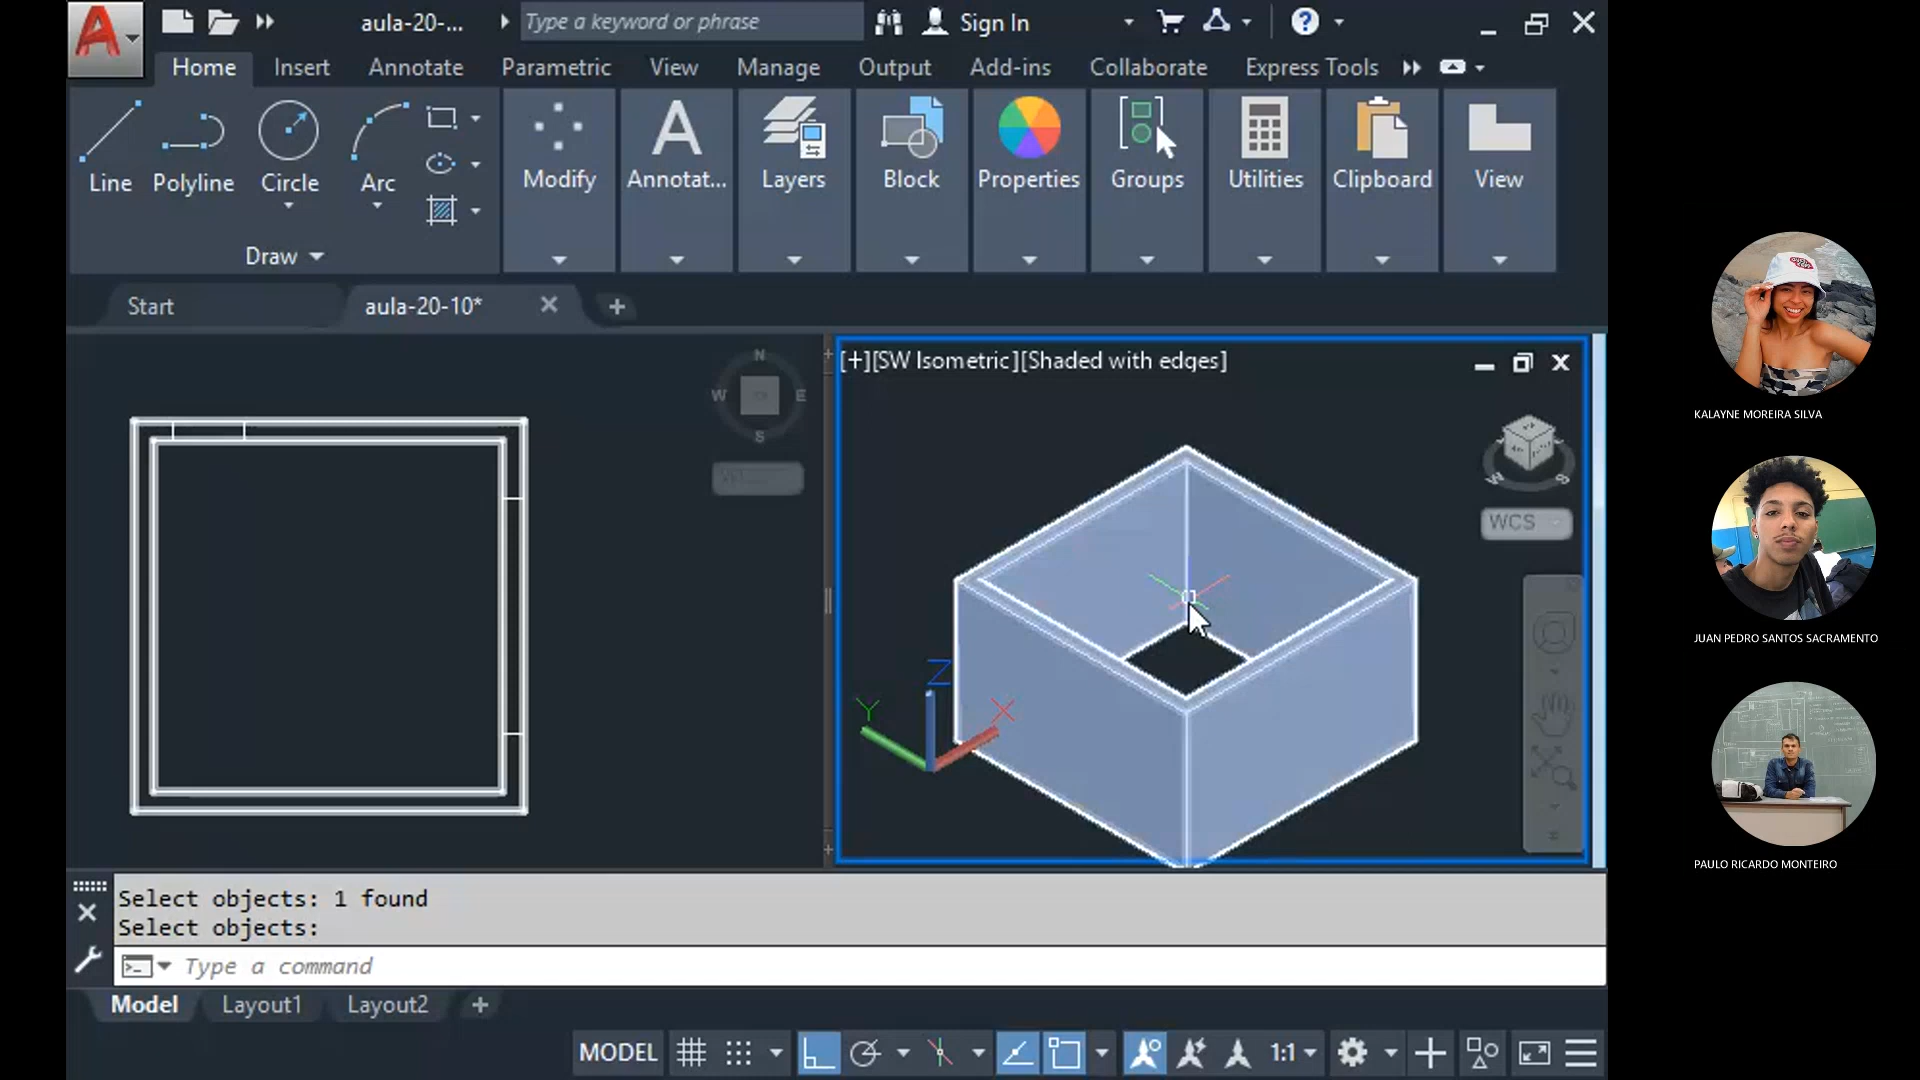 aula-20-...
Type a keyword or phrase
Sign In
Home Insert Annotate Parametric View Manage Output Add-ins Collaborate Express Tools
Line Polyline Circle Arc
Modify Annotat... Layers Block Properties Groups Utilities Clipboard View
Draw
Start aula-20-10*
[+][SW Isometric][Shaded with edges]
N
W E
S
WCS
W S
Z
Y X
Select objects: 1 found
Select objects:
Type a command
Model Layout1 Layout2
MODEL 1:1
KALAYNE MOREIRA SILVA
JUAN PEDRO SANTOS SACRAMENTO
PAULO RICARDO MONTEIRO